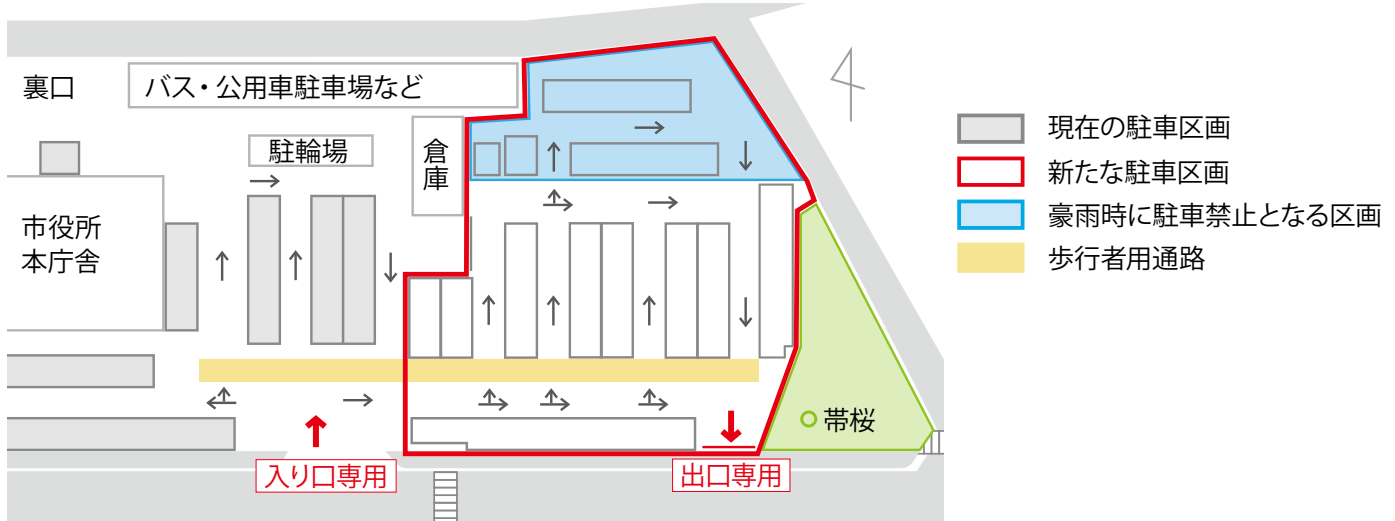 裏口
バス・公用車駐車場など
駐輪場
倉庫
市役所
本庁舎
帯桜
入り口専用
出口専用
現在の駐車区画
新たな駐車区画
豪雨時に駐車禁止となる区画
歩行者用通路